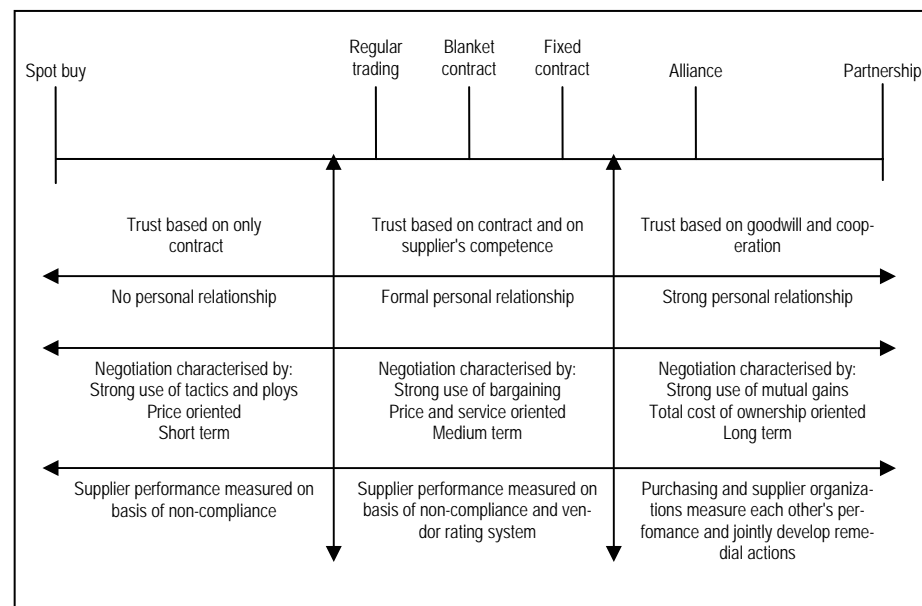 Spot buy
Regular
trading
Blanket
contract
Fixed
contract
Alliance
Partnership
Trust based on only
contract
Trust based on contract and on
supplier's competence
Trust based on goodwill and coop-
eration
No personal relationship
Formal personal relationship
Strong personal relationship
Negotiation characterised by:
Strong use of tactics and ploys
Price oriented
Short term
Negotiation characterised by:
Strong use of bargaining
Price and service oriented
Medium term
Negotiation characterised by:
Strong use of mutual gains
Total cost of ownership oriented
Long term
Supplier performance measured on
basis of non-compliance
Supplier performance measured on
basis of non-compliance and ven-
dor rating system
Purchasing and supplier organiza-
tions measure each other's per-
fomance and jointly develop reme-
dial actions